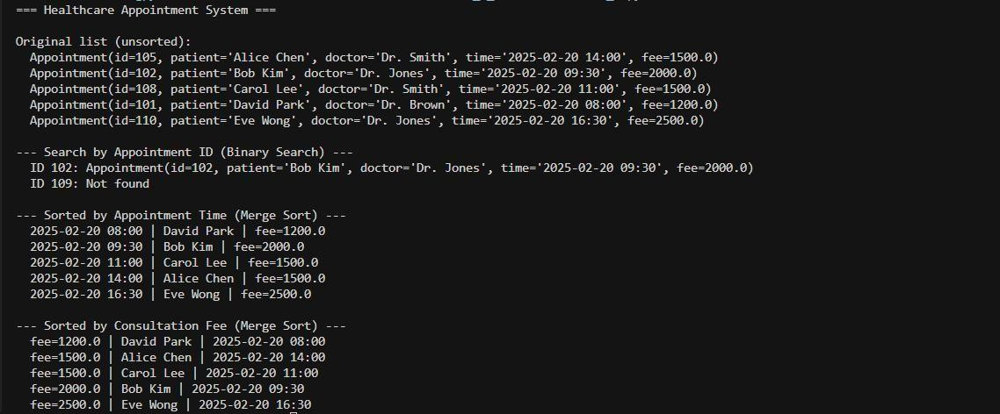 === Healthcare Appointment System ===
Original list (unsorted):
Appointment(id=105, patient='Alice Chen', doctor='Dr. Smith', time='2025-02-20 14:00', fee=1500.0)
Appointment(id=102, patient='Bob Kim', doctor='Dr. Jones', time='2025-02-20 09:30', fee=2000.0)
Appointment(id=108, patient='Carol Lee', doctor='Dr. Smith', time='2025-02-20 11:00', fee=1500.0)
Appointment(id=101, patient='David Park', doctor='Dr. Brown', time='2025-02-20 08:00', fee=1200.0)
Appointment(id=110, patient='Eve Wong', doctor='Dr. Jones', time='2025-02-20 16:30', fee=2500.0)
--- Search by Appointment ID (Binary Search) ---
ID 102: Appointment(id=102, patient='Bob Kim', doctor='Dr. Jones', time='2025-02-20 09:30', fee=2000.0)
ID 109: Not found
--- Sorted by Appointment Time (Merge Sort) ---
2025-02-20 08:00 | David Park | fee=1200.0
2025-02-20 09:30 | Bob Kim | fee=2000.0
2025-02-20 11:00 | Carol Lee | fee=1500.0
2025-02-20 14:00 | Alice Chen | fee=1500.0
2025-02-20 16:30 | Eve Wong | fee=2500.0
--- Sorted by Consultation Fee (Merge Sort) ---
fee=1200.0 | David Park | 2025-02-20 08:00
fee=1500.0 | Alice Chen | 2025-02-20 14:00
fee=1500.0 | Carol Lee | 2025-02-20 11:00
fee=2000.0 | Bob Kim | 2025-02-20 09:30
fee=2500.0 | Eve Wong | 2025-02-20 16:30